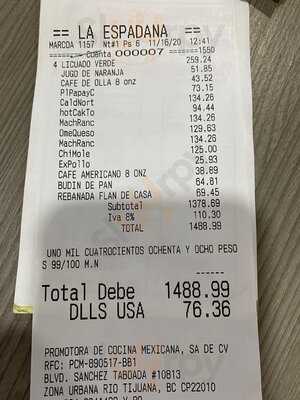 == LA ESPADANA ==
MARCOA 1157 Nt#1 Ps 6 11/16/20 12:41
====== Cuenta 000007 ======1550
4 LICUADO VERDE 259.24
JUGO DE NARANJA 51.85
CAFE DE OLLA 8 onz 43.52
PlPapayC 73.15
CaldNort 134.26
hotCakTo 94.44
MachRanc 134.26
OmeQueso 129.63
MachRanc 134.26
ChiMole 125.00
ExPollo 25.93
CAFE AMERICANO 8 ONZ 38.89
BUDIN DE PAN 64.81
REBANADA FLAN DE CASA 69.45
Subtotal 1378.69
Iva 8% 110.30
TOTAL 1488.99
UNO MIL CUATROCIENTOS OCHENTA Y OCHO PESO
S 99/100 M.N
------
Total Debe 1488.99
DLLS USA 76.36
PROMOTORA DE COCINA MEXICANA, SA DE CV
RFC: PCM-890517-BB1
BLVD. SANCHEZ TABOADA #10813
ZONA URBANA RIO TIJUANA, BC CP22010